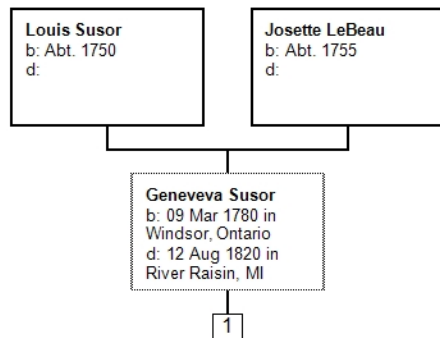 Louis Susor
b: Abt. 1750
d:
Josette LeBeau
b: Abt. 1755
d:
Geneveva Susor
b: 09 Mar 1780 in
Windsor, Ontario
d: 12 Aug 1820 in
River Raisin, MI
1